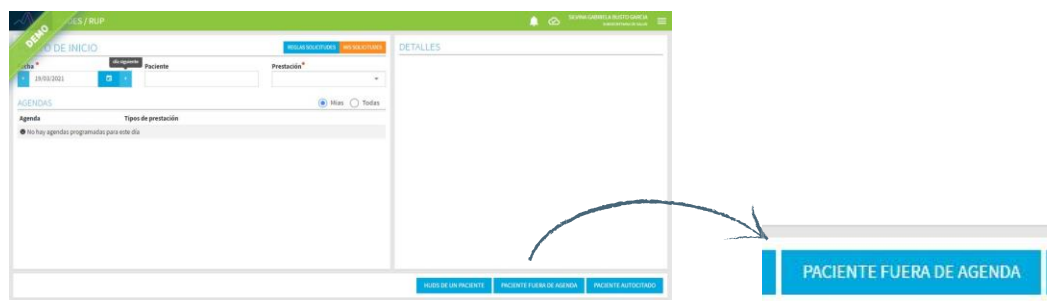 DEMO
/ RUP
SILVINA GABRIELA BUSTO GARCIA
DE INICIO
REGLAS SOLICITUDES
MIS SOLICITUDES
DETALLES
día siguiente
Paciente
Prestación*
19/03/2021
AGENDAS
Mías
Todas
Agenda
Tipos de prestación
No hay agendas programadas para este día
HUDS DE UN PACIENTE
PACIENTE FUERA DE AGENDA
PACIENTE AUTOCITADO
PACIENTE FUERA DE AGENDA